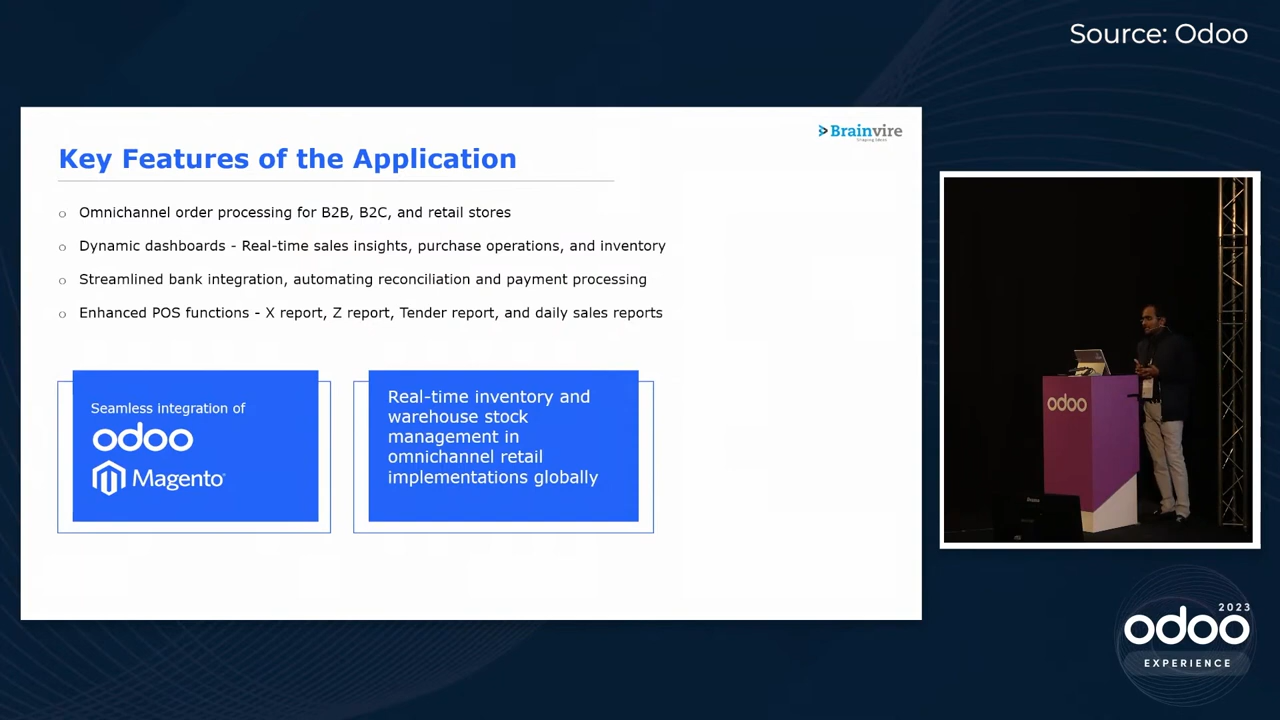 Source: Odoo
Brainvire
Key Features of the Application
Omnichannel order processing for B2B, B2C, and retail stores
Dynamic dashboards - Real-time sales insights, purchase operations, and inventory
Streamlined bank integration, automating reconciliation and payment processing
Enhanced POS functions - X report, Z report, Tender report, and daily sales reports
Seamless integration of
odoo
Magento
Real-time inventory and
warehouse stock
management in
omnichannel retail
implementations globally
odoo
2023
odoo
EXPERIENCE